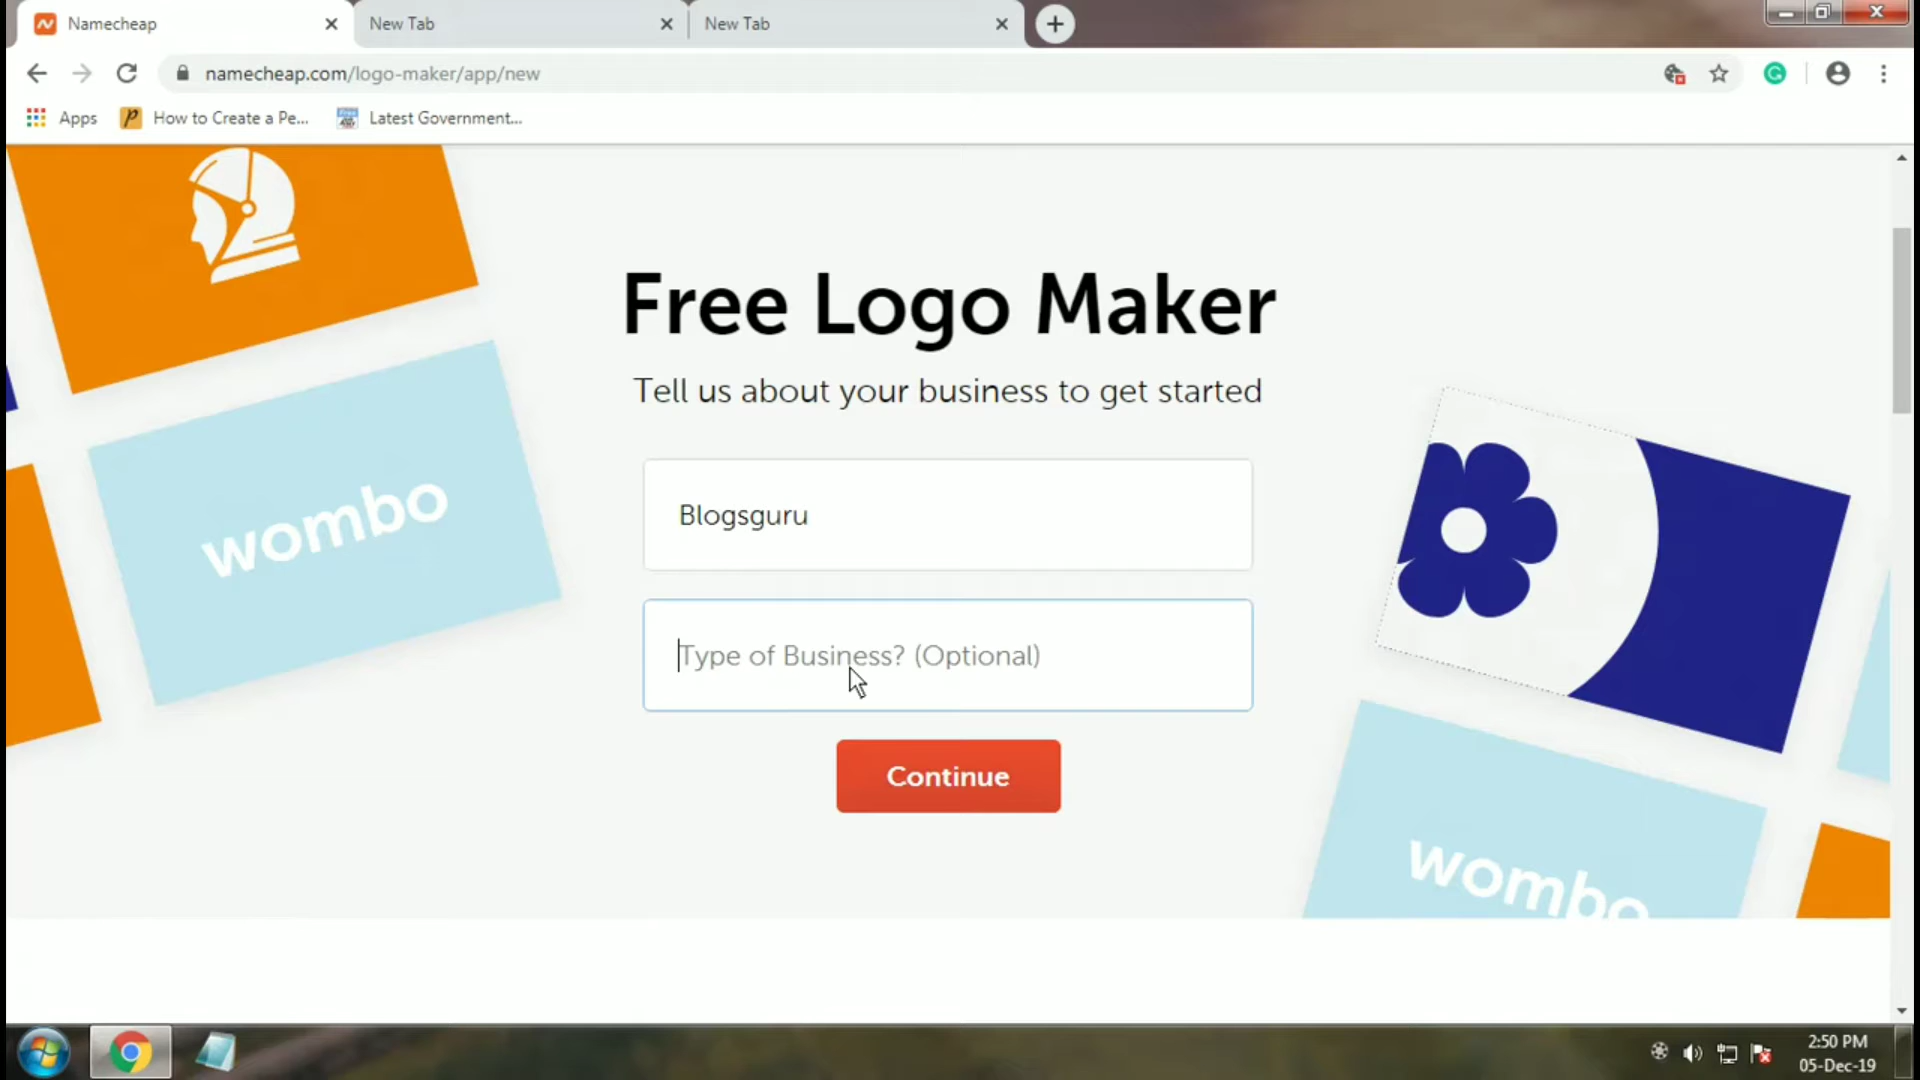 Namecheap
New Tab
New Tab
namecheap.com/logo-maker/app/new
Apps
How to Create a Pe...
Latest Government...
Free Logo Maker
Tell us about your business to get started
Blogsguru
Type of Business? (Optional)
Continue
wombo
wombo
2:50 PM
05-Dec-19